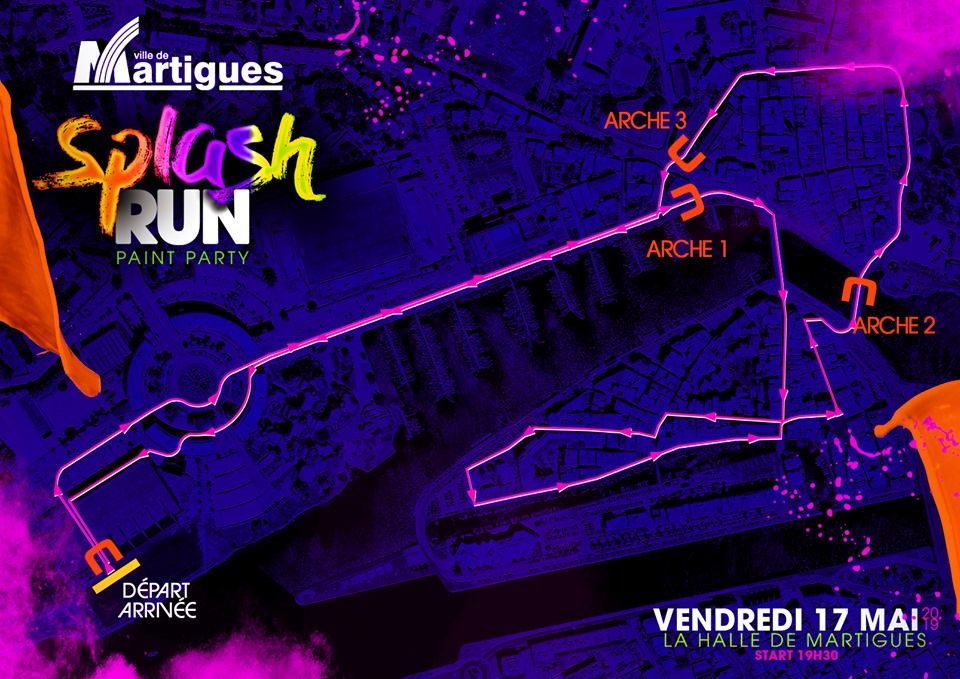 ville de
Martigues
Splash
RUN
PAINT PARTY
ARCHE 3
ARCHE 1
ARCHE 2
DÉPART
ARRIVÉE
VENDREDI 17 MAI 2019
LA HALLE DE MARTIGUES
START 19H30